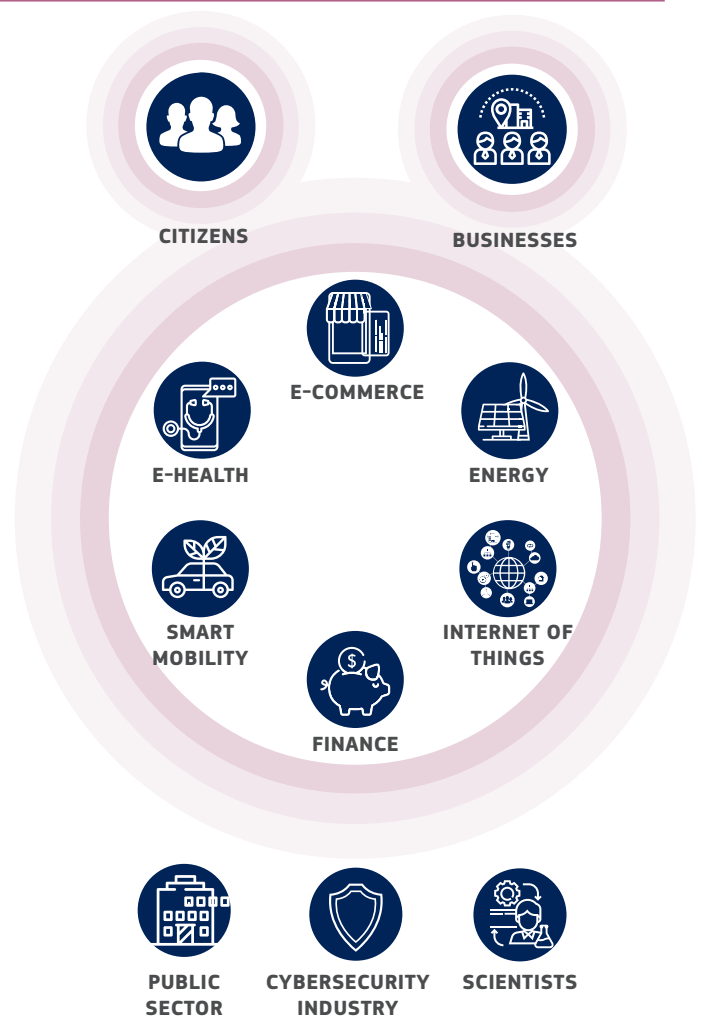 CITIZENS
BUSINESSES
E-COMMERCE
E-HEALTH
ENERGY
SMART
MOBILITY
INTERNET OF
THINGS
$
FINANCE
PUBLIC
SECTOR
CYBERSECURITY
INDUSTRY
SCIENTISTS